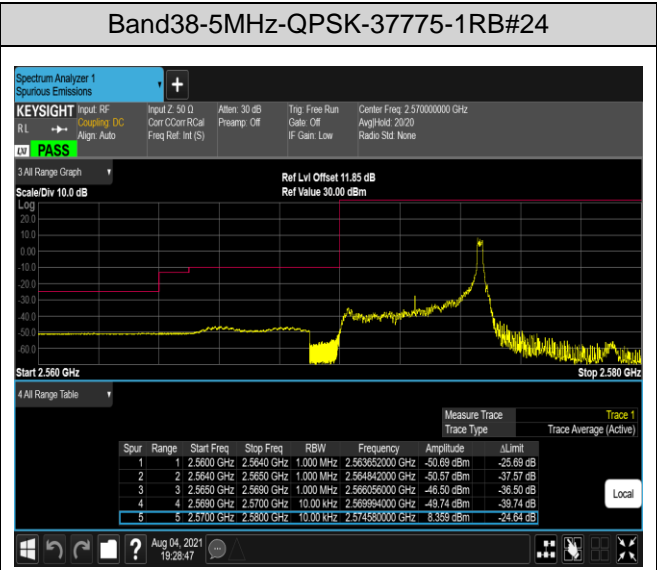 Band38-5MHz-QPSK-37775-1RB#24
Spectrum Analyzer 1
Spurious Emissions
+
KEYSIGHT Input: RF Input Z: 50 Ω Atten: 30 dB Trig: Free Run Center Freq: 2.570000000 GHz
RL Coupling: DC Corr CCorr RCal Preamp: Off Gate: Off Avg|Hold: 20/20
Align: Auto Freq Ref: Int (S) IF Gain: Low Radio Std: None
LXI PASS
3 All Range Graph
Ref Lvl Offset 11.85 dB
Scale/Div 10.0 dB Ref Value 30.00 dBm
Log
20.0
10.0
0.00
-10.0
-20.0
-30.0
-40.0
-50.0
-60.0
Start 2.560 GHz Stop 2.580 GHz
4 All Range Table
Measure Trace Trace 1
Trace Type Trace Average (Active)
Spur Range Start Freq Stop Freq RBW Frequency Amplitude ΔLimit
1 1 2.5600 GHz 2.5640 GHz 1.000 MHz 2.563652000 GHz -50.69 dBm -25.69 dB
2 2 2.5640 GHz 2.5650 GHz 1.000 MHz 2.564842000 GHz -50.57 dBm -37.57 dB
3 3 2.5650 GHz 2.5690 GHz 1.000 MHz 2.566056000 GHz -46.50 dBm -36.50 dB
4 4 2.5690 GHz 2.5700 GHz 10.00 kHz 2.569994000 GHz -49.74 dBm -39.74 dB
5 5 2.5700 GHz 2.5800 GHz 10.00 kHz 2.574580000 GHz 8.359 dBm -24.64 dB
Local
? Aug 04, 2021
19:28:47